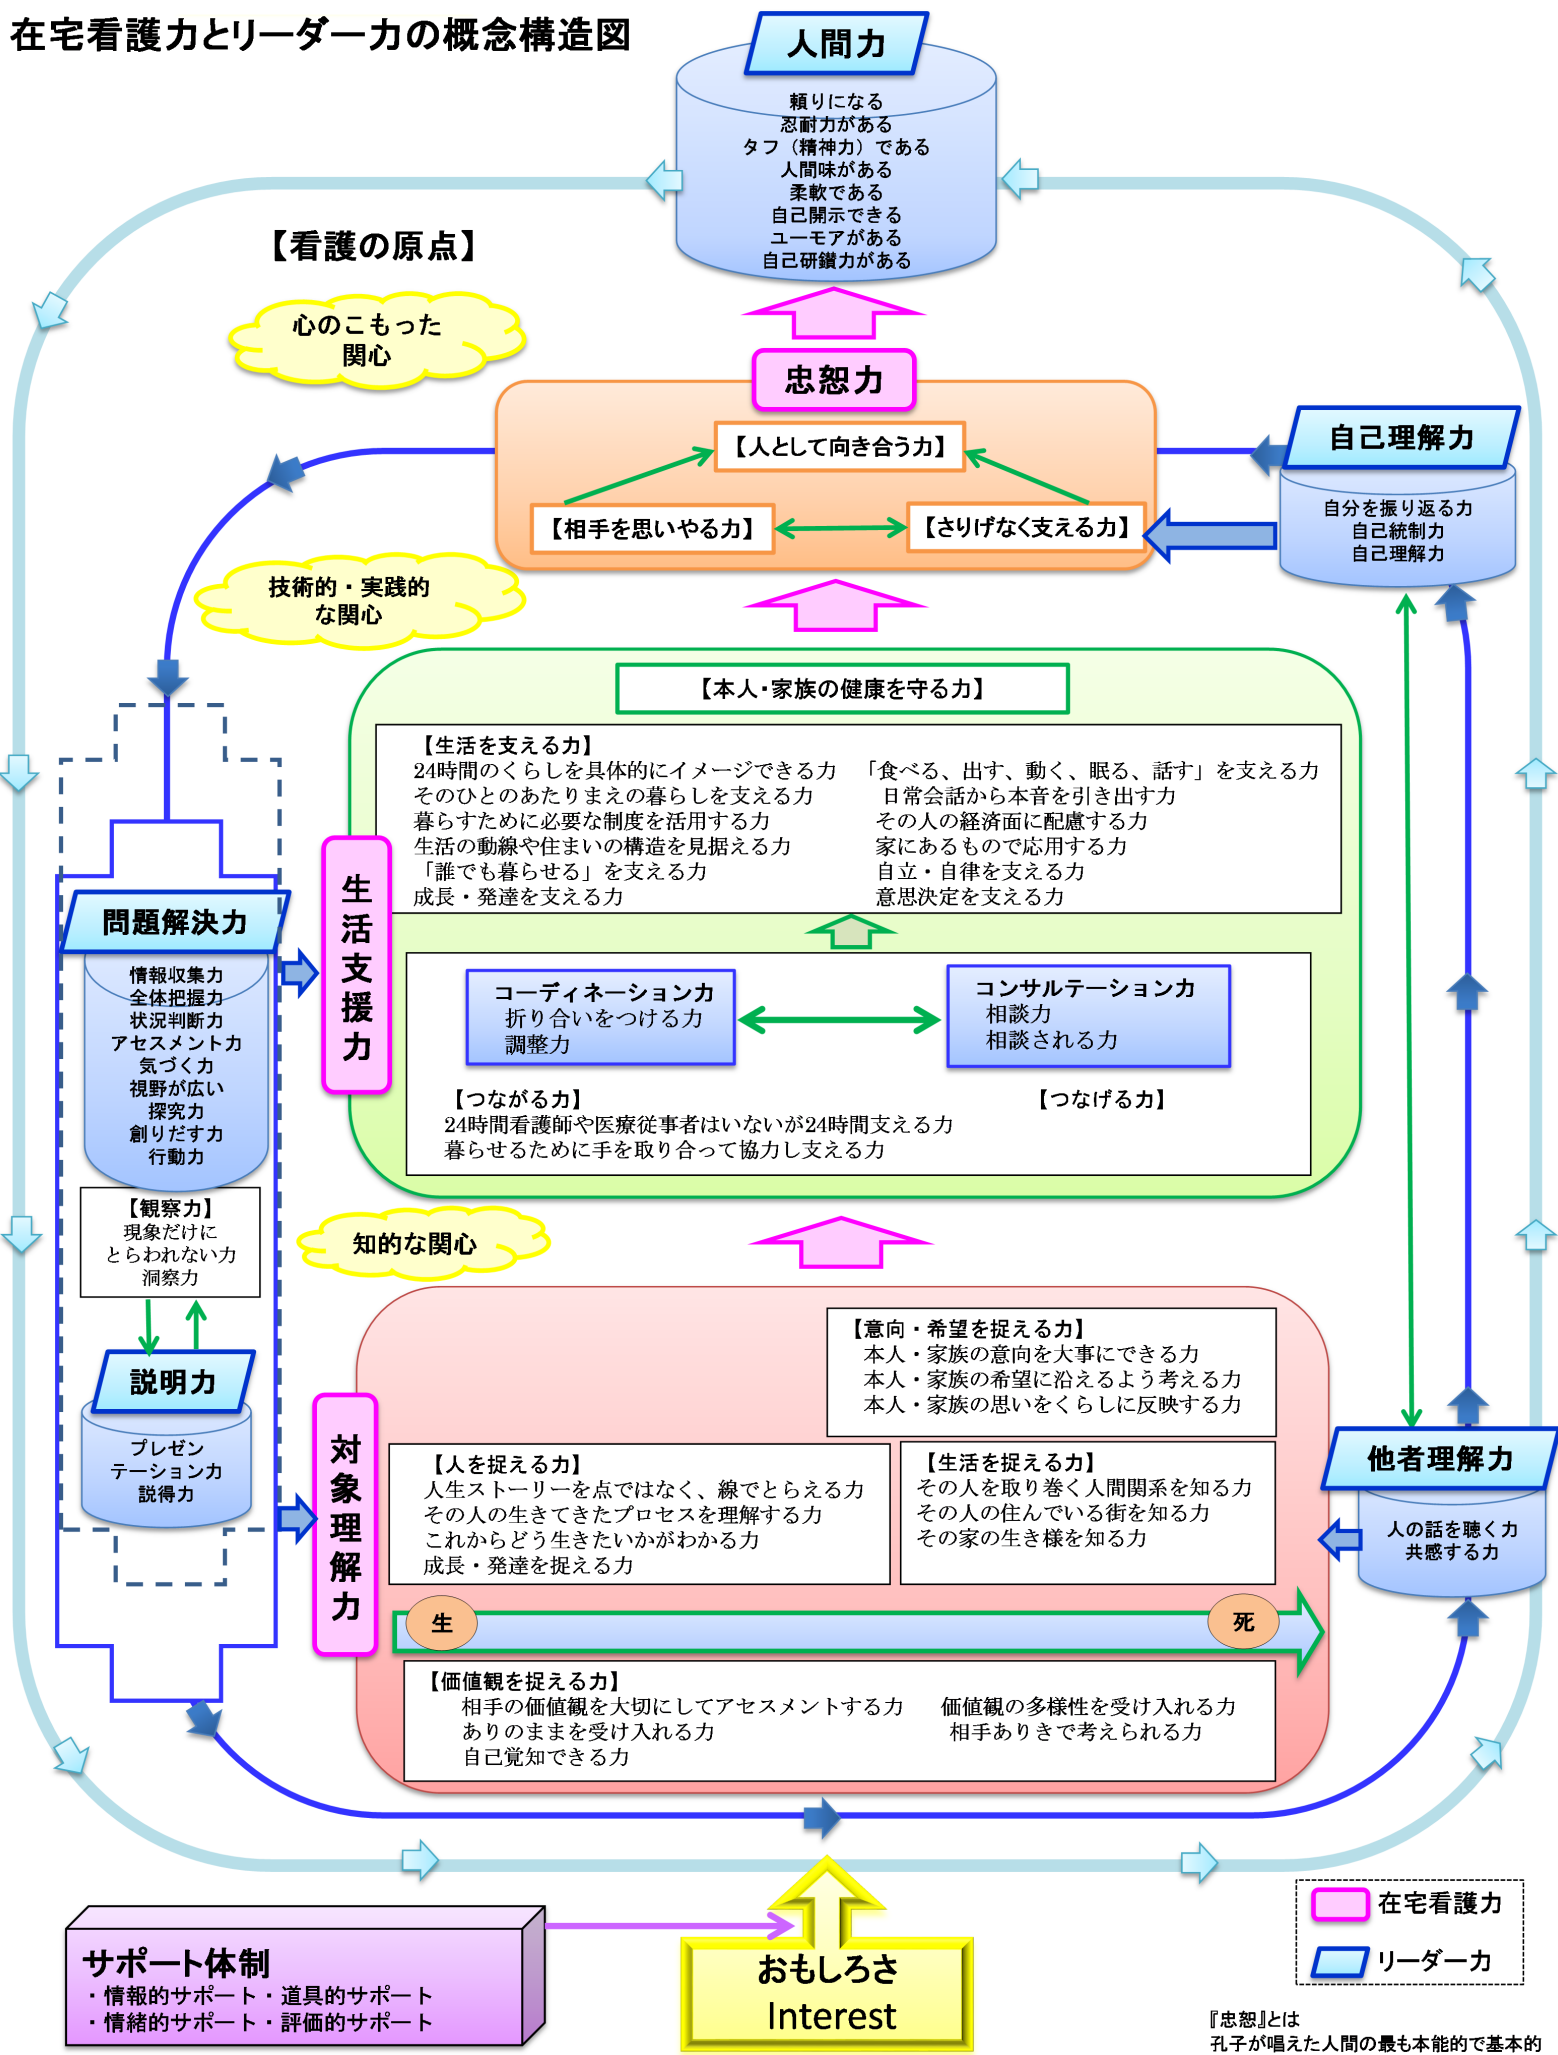 在宅看護力とリーダー力の概念構造図
人間力
頼りになる
忍耐力がある
タフ（精神力）である
人間味がある
柔軟である
自己開示できる
ユーモアがある
自己研鑚力がある
【看護の原点】
心のこもった
関心
忠恕力
【人として向き合う力】
【相手を思いやる力】
【さりげなく支える力】
自己理解力
自分を振り返る力
自己統制力
自己理解力
技術的・実践的
な関心
【本人・家族の健康を守る力】
【生活を支える力】
24時間のくらしを具体的にイメージできる力
そのひとのあたりまえの暮らしを支える力
暮らすために必要な制度を活用する力
生活の動線や住まいの構造を見据える力
「誰でも暮らせる」を支える力
成長・発達を支える力
「食べる、出す、動く、眠る、話す」を支える力
日常会話から本音を引き出す力
その人の経済面に配慮する力
家にあるもので応用する力
自立・自律を支える力
意思決定を支える力
生活支援力
コーディネーション力
折り合いをつける力
調整力
コンサルテーション力
相談力
相談される力
【つながる力】
【つなげる力】
24時間看護師や医療従事者はいないが24時間支える力
暮らせるために手を取り合って協力し支える力
問題解決力
情報収集力
全体把握力
状況判断力
アセスメント力
気づく力
視野が広い
探究力
創りだす力
行動力
【観察力】
現象だけに
とらわれない力
洞察力
説明力
プレゼン
テーション力
説得力
知的な関心
対象理解力
【意向・希望を捉える力】
本人・家族の意向を大事にできる力
本人・家族の希望に沿えるよう考える力
本人・家族の思いをくらしに反映する力
【人を捉える力】
人生ストーリーを点ではなく、線でとらえる力
その人の生きてきたプロセスを理解する力
これからどう生きたいかがわかる力
成長・発達を捉える力
【生活を捉える力】
その人を取り巻く人間関系を知る力
その人の住んでいる街を知る力
その家の生き様を知る力
他者理解力
人の話を聴く力
共感する力
生
死
【価値観を捉える力】
相手の価値観を大切にしてアセスメントする力
ありのままを受け入れる力
自己覚知できる力
価値観の多様性を受け入れる力
相手ありきで考えられる力
サポート体制
・情報的サポート・道具的サポート
・情緒的サポート・評価的サポート
おもしろさ
Interest
在宅看護力
リーダー力
『忠恕』とは
孔子が唱えた人間の最も本能的で基本的